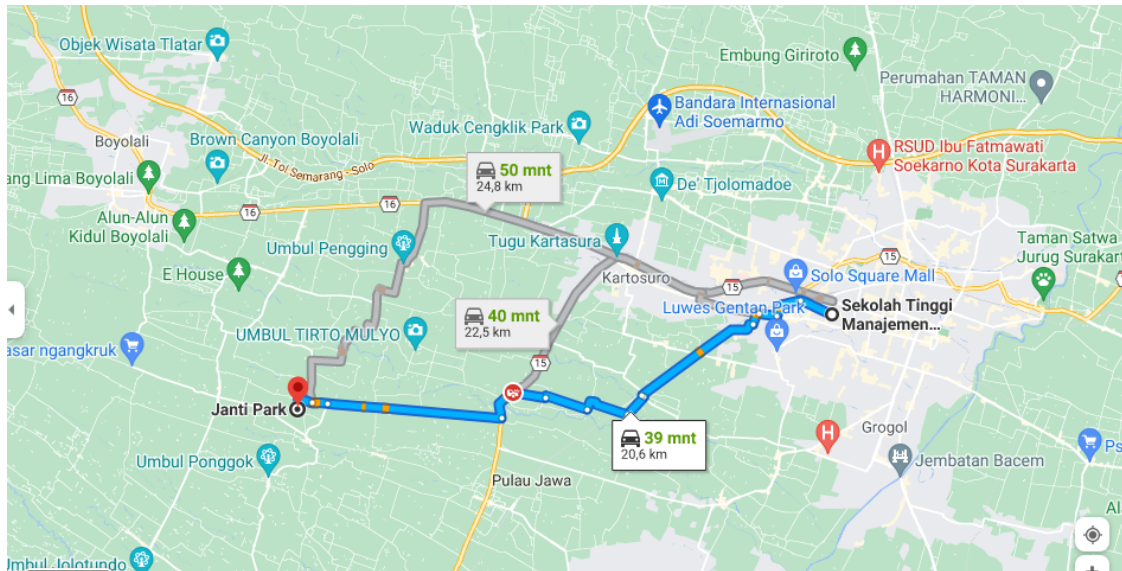 Objek Wisata Tlatar
Embung Giriroto
Perumahan TAMAN
HARMONI...
16
Bandara Internasional
Adi Soemarmo
Waduk Cengklik Park
Boyolali
Brown Canyon Boyolali
Jl. Tol Semarang - Solo
RSUD Ibu Fatmawati
Soekarno Kota Surakarta
ang Lima Boyolali
50 mnt
24,8 km
De' Tjolomadoe
16
16
Alun-Alun
Kidul Boyolali
Umbul Pengging
Tugu Kartasura
Taman Satwa
Jurug Surakart
15
E House
Kartosuro
15
Solo Square Mall
Luwes Gentan Park
Sekolah Tinggi
Manajemen...
40 mnt
22,5 km
UMBUL TIRTO MULYO
asar ngangkruk
15
Janti Park
39 mnt
20,6 km
Grogol
Umbul Ponggok
Jembatan Bacem
Ps
Pulau Jawa
Al
Umbul Jolotundo